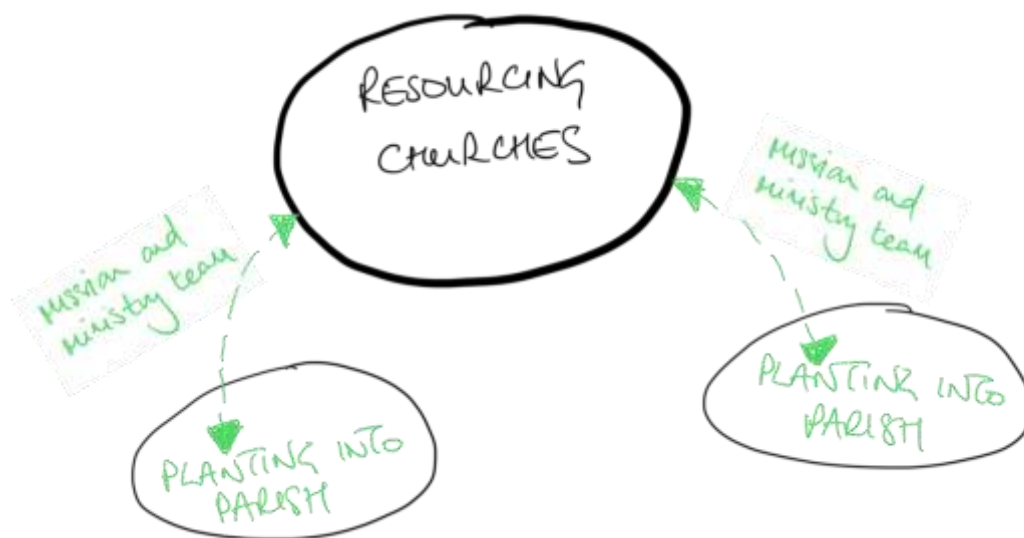 RESOURCING
CHURCHES
mission and
ministry team
mission and
ministry team
PLANTING INTO
PARISH
PLANTING INTO
PARISH